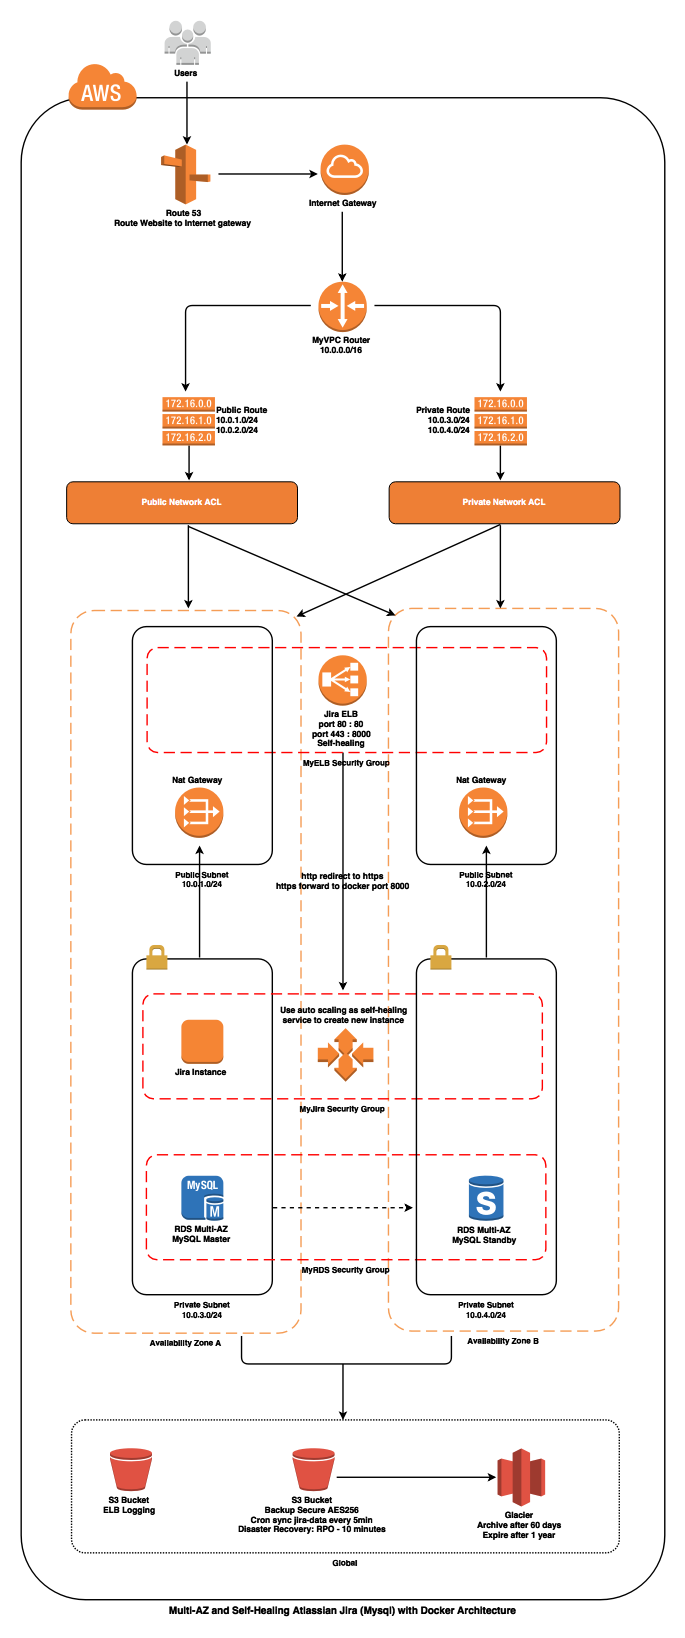 Users
AWS
Route 53
Route Website to Internet gateway
Internet Gateway
MyVPC Router
10.0.0.0/16
172.16.0.0
172.16.1.0
172.16.2.0
Public Route
10.0.1.0/24
10.0.2.0/24
Private Route
10.0.3.0/24
10.0.4.0/24
172.16.0.0
172.16.1.0
172.16.2.0
Public Network ACL
Private Network ACL
Jira ELB
port 80 : 80
port 443 : 8000
Self-healing
MyELB Security Group
Nat Gateway
Nat Gateway
Public Subnet
10.0.1.0/24
http redirect to https
https forward to docker port 8000
Public Subnet
10.0.2.0/24
Use auto scaling as self-healing
service to create new instance
Jira Instance
MyJira Security Group
MySQL
M
RDS Multi-AZ
MySQL Master
S
RDS Multi-AZ
MySQL Standby
MyRDS Security Group
Private Subnet
10.0.3.0/24
Private Subnet
10.0.4.0/24
Availability Zone A
Availability Zone B
S3 Bucket
ELB Logging
S3 Bucket
Backup Secure AES256
Cron sync jira-data every 5min
Disaster Recovery: RPO - 10 minutes
Glacier
Archive after 60 days
Expire after 1 year
Global
Multi-AZ and Self-Healing Atlassian Jira (Mysql) with Docker Architecture